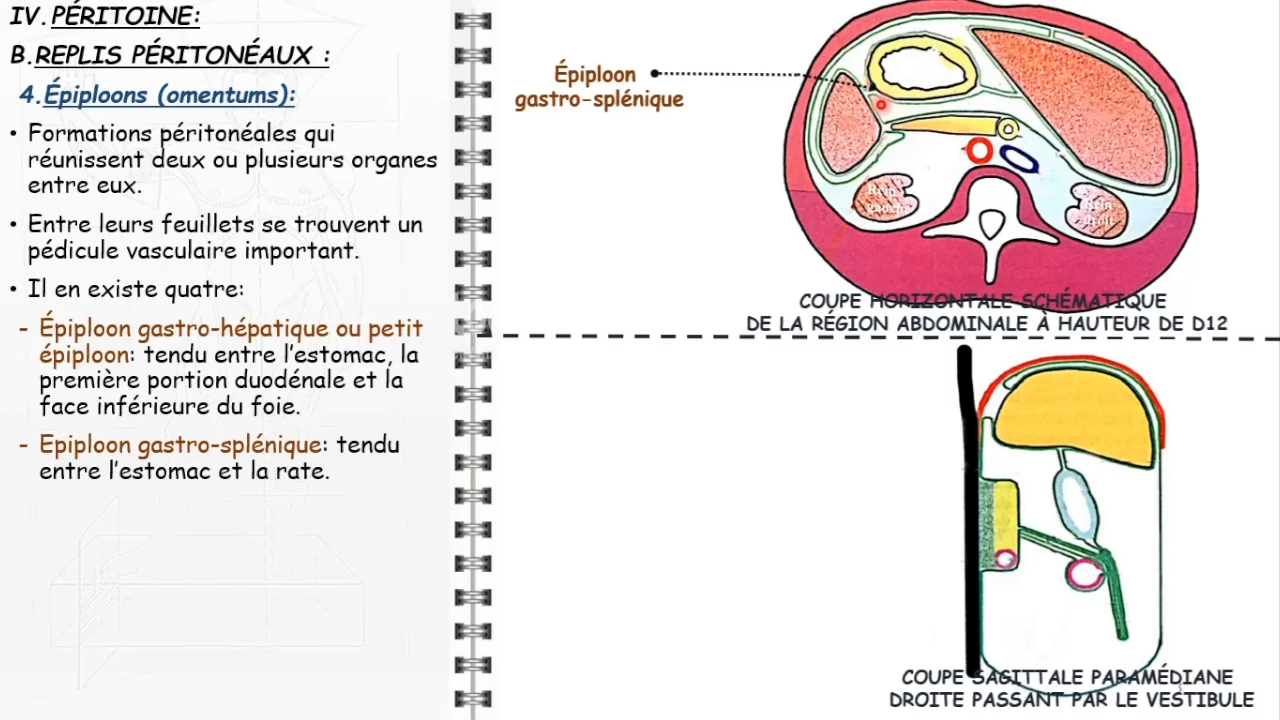 IV. PÉRITOINE:
B. REPLIS PÉRITONÉAUX :
4. Épiploons (omentums):
• Formations péritonéales qui
réunissent deux ou plusieurs organes
entre eux.
• Entre leurs feuillets se trouvent un
pédicule vasculaire important.
• Il en existe quatre:
- Épiploon gastro-hépatique ou petit
épiploon: tendu entre l'estomac, la
première portion duodénale et la
face inférieure du foie.
- Epiploon gastro-splénique: tendu
entre l'estomac et la rate.
Épiploon
gastro-splénique
Rein
gauche
Rein
droit
COUPE HORIZONTALE SCHÉMATIQUE
DE LA RÉGION ABDOMINALE À HAUTEUR DE D12
COUPE SAGITTALE PARAMÉDIANE
DROITE PASSANT PAR LE VESTIBULE